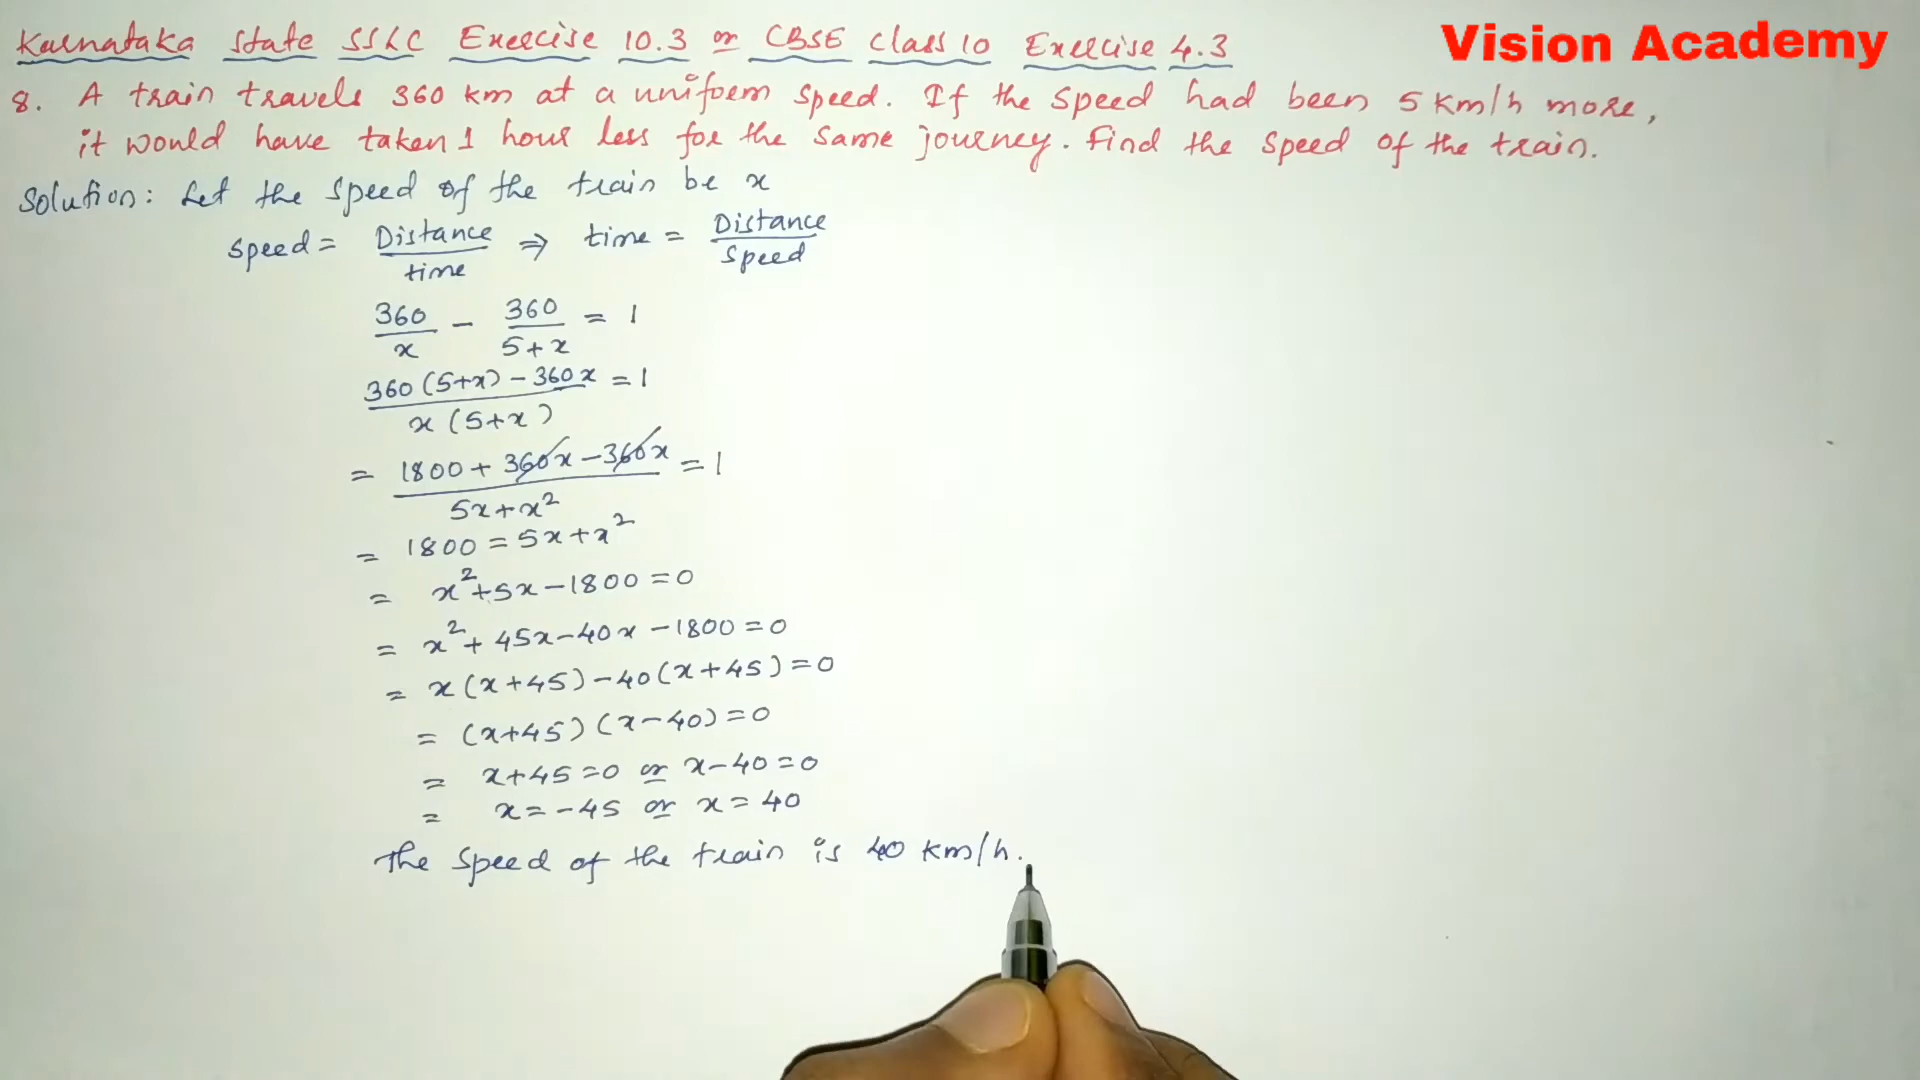 Karnataka State SSLC Exercise 10.3 or CBSE Class 10 Exercise 4.3
Vision Academy
8. A train travels 360 km at a uniform speed. If the speed had been 5 km/h more,
it would have taken 1 hour less for the same journey. Find the speed of the train.
Solution: Let the speed of the train be x
Speed = Distance/time ⇒ time = Distance/Speed
360/x − 360/5+x = 1
360(5+x) − 360x / x(5+x) = 1
= 1800 + 360x − 360x / 5x+x² = 1
= 1800 = 5x+x²
= x²+5x−1800 = 0
= x²+45x−40x−1800 = 0
= x(x+45)−40(x+45) = 0
= (x+45)(x−40) = 0
= x+45 = 0 or x−40 = 0
= x = −45 or x = 40
The speed of the train is 40 km/h.